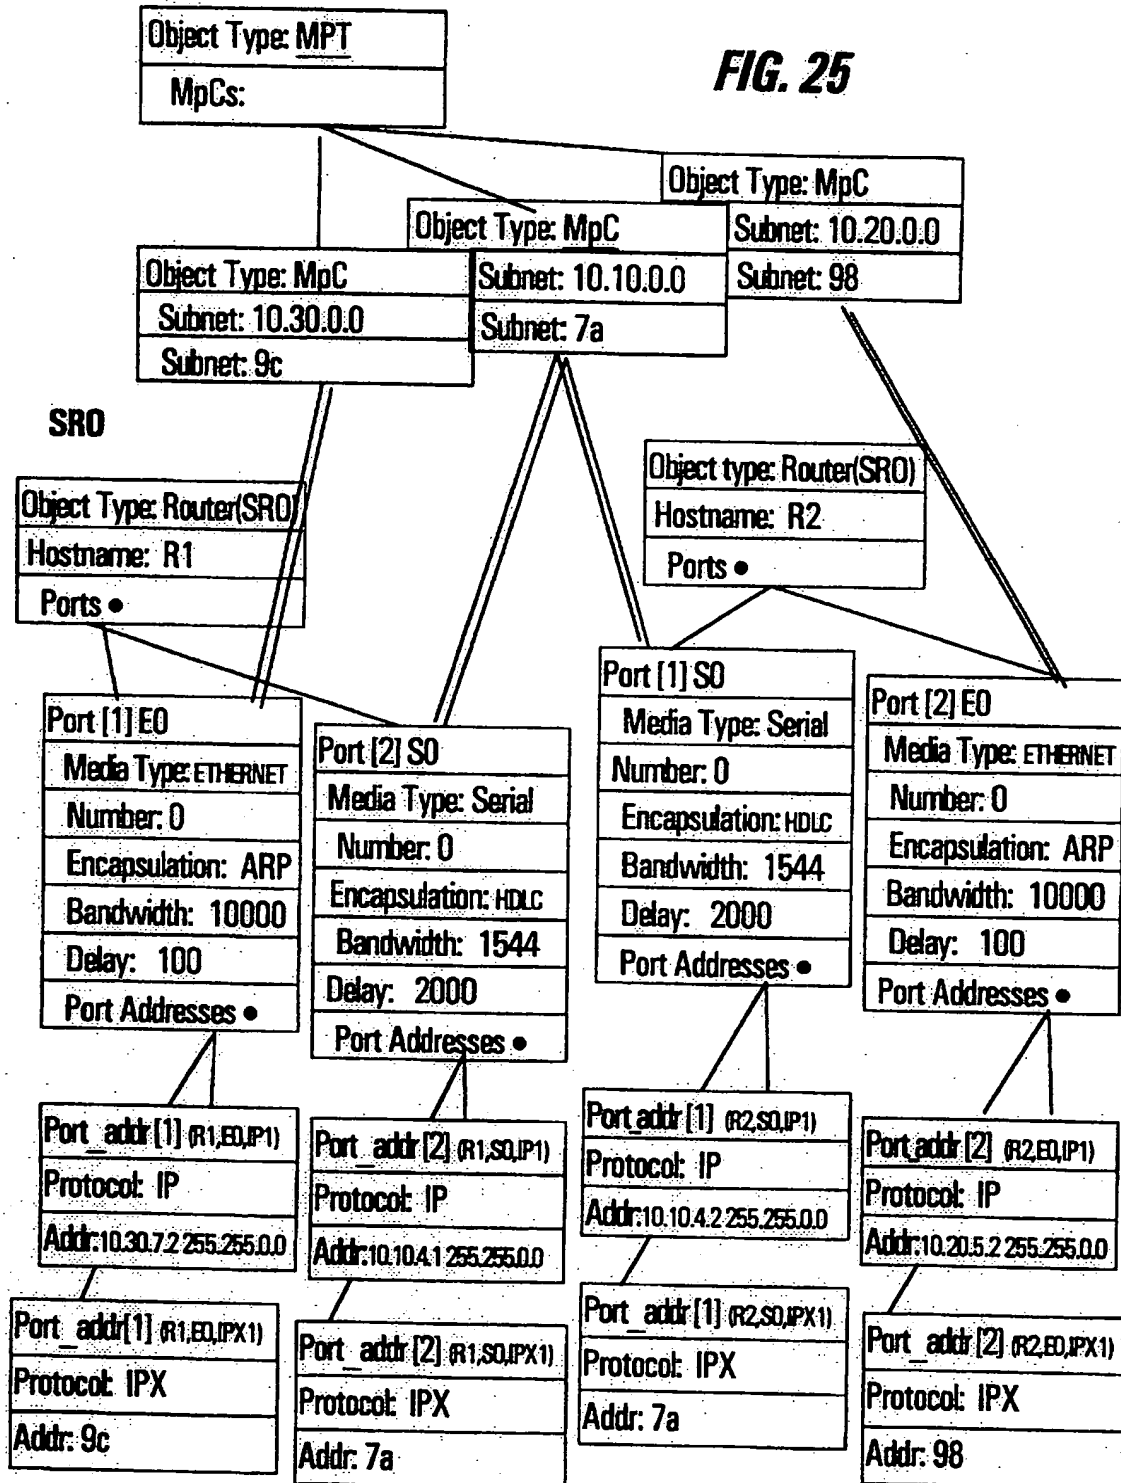 Object Type: MPT
MpCs:
FIG. 25
Object Type: MpC
Subnet: 10.20.0.0
Subnet: 98
Object Type: MpC
Subnet: 10.10.0.0
Subnet: 7a
Object Type: MpC
Subnet: 10.30.0.0
Subnet: 9c
SRO
Object Type: Router(SRO)
Hostname: R1
Ports •
Object type: Router(SRO)
Hostname: R2
Ports •
Port [1] E0
Media Type: ETHERNET
Number: 0
Encapsulation: ARP
Bandwidth: 10000
Delay: 100
Port Addresses •
Port [2] S0
Media Type: Serial
Number: 0
Encapsulation: HDLC
Bandwidth: 1544
Delay: 2000
Port Addresses •
Port [1] S0
Media Type: Serial
Number: 0
Encapsulation: HDLC
Bandwidth: 1544
Delay: 2000
Port Addresses •
Port [2] E0
Media Type: ETHERNET
Number: 0
Encapsulation: ARP
Bandwidth: 10000
Delay: 100
Port Addresses •
Port_addr [1] (R1,E0,IP1)
Protocol: IP
Addr:10.30.7.2 255.255.0.0
Port_addr [2] (R1,S0,IP1)
Protocol: IP
Addr:10.10.4.1 255.255.0.0
Port_addr [1] (R2,S0,IP1)
Protocol: IP
Addr:10.10.4.2 255.255.0.0
Port_addr [2] (R2,E0,IP1)
Protocol: IP
Addr:10.20.5.2 255.255.0.0
Port_addr[1] (R1,E0,IPX1)
Protocol: IPX
Addr: 9c
Port_addr [2] (R1,S0,IPX1)
Protocol: IPX
Addr: 7a
Port_addr [1] (R2,S0,IPX1)
Protocol: IPX
Addr: 7a
Port_addr [2] (R2,E0,IPX1)
Protocol: IPX
Addr: 98